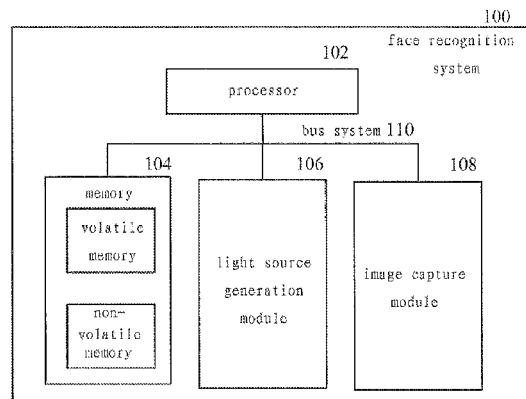 100
face recognition
system
102
processor
bus system 110
104
106
108
memory
volatile
memory
non-
volatile
memory
light source
generation
module
image capture
module